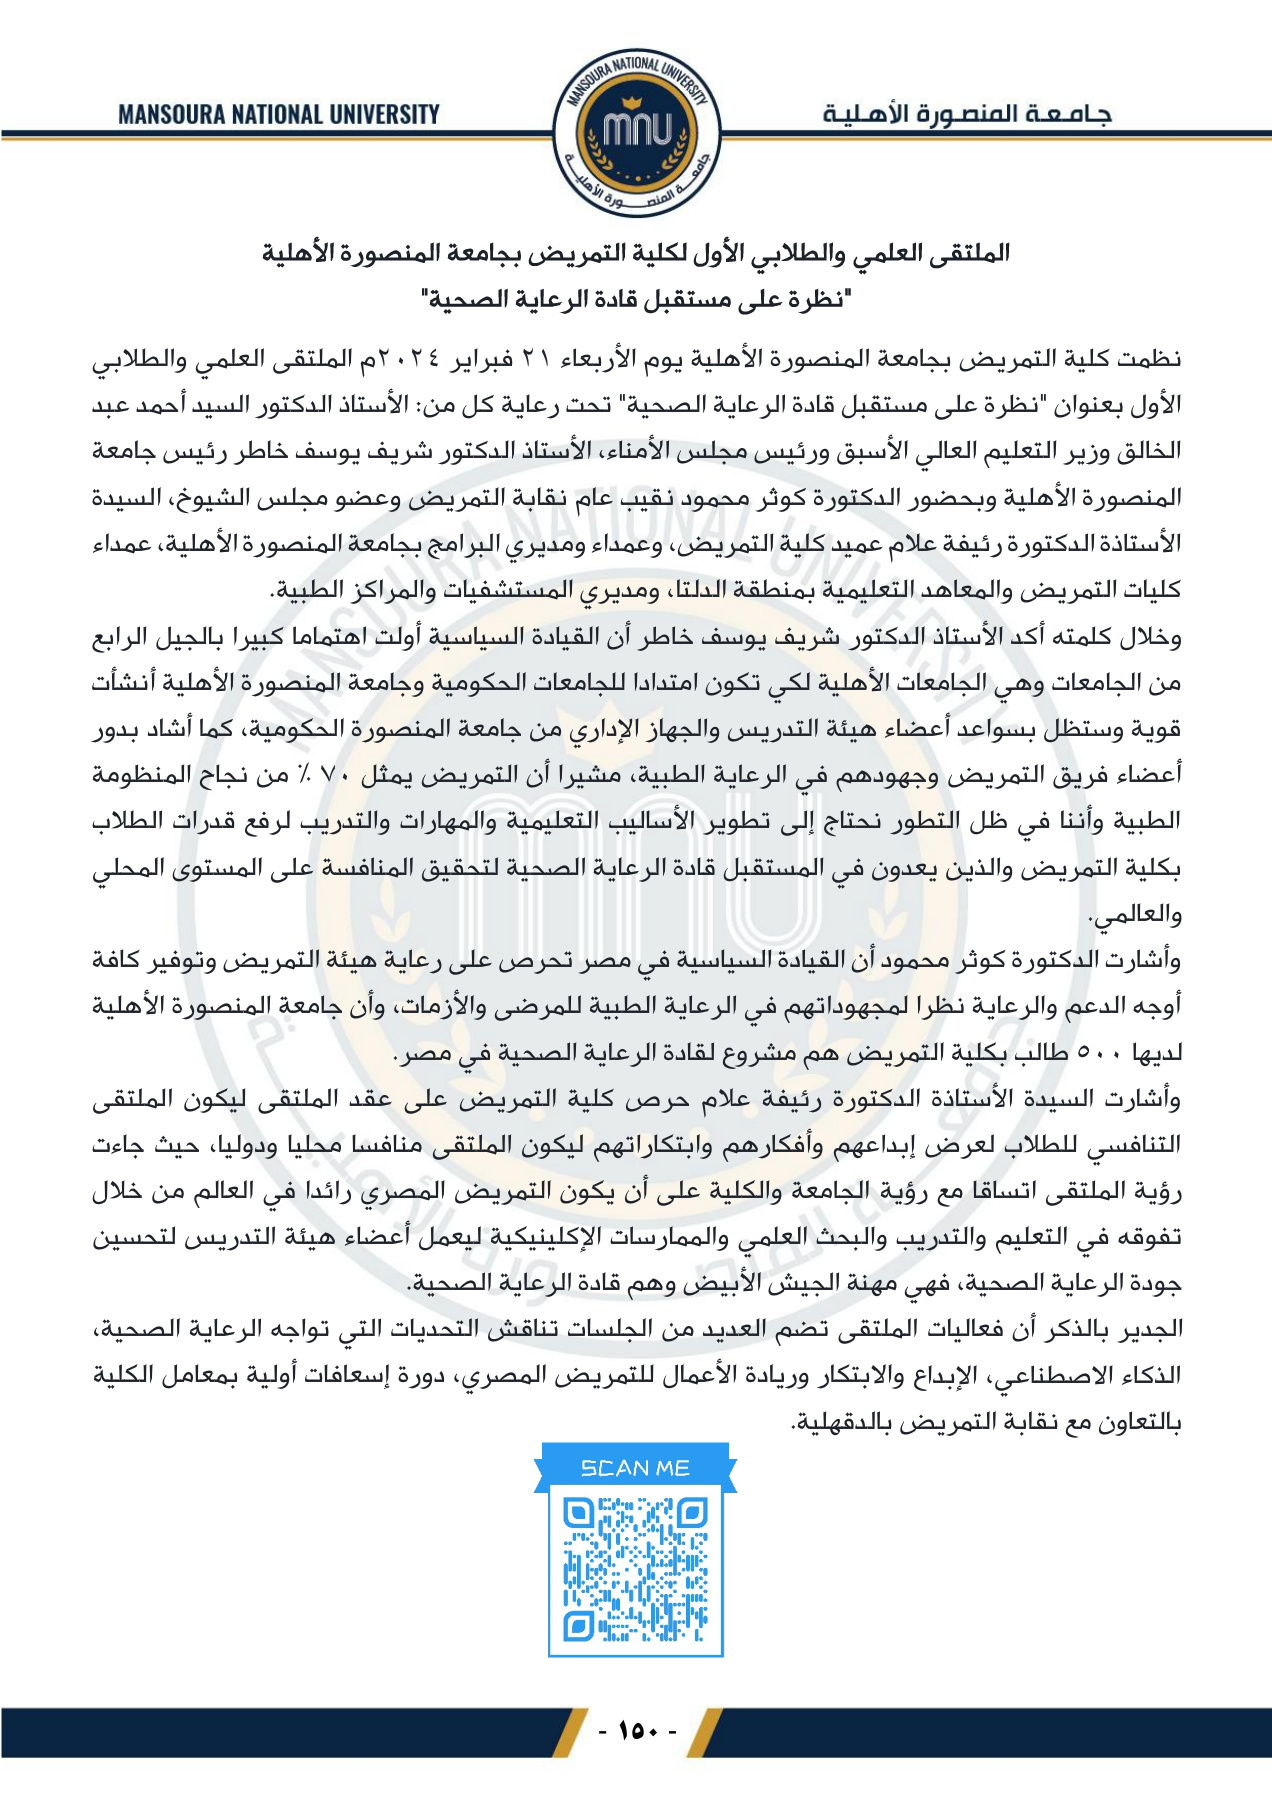 MANSOURA NATIONAL UNIVERSITY
جامعة المنصورة الأهلية
MANSOURA NATIONAL UNIVERSITY
mnu
جامعة المنصورة الأهلية
الملتقى العلمي والطلابي الأول لكلية التمريض بجامعة المنصورة الأهلية
"نظرة على مستقبل قادة الرعاية الصحية"
نظمت كلية التمريض بجامعة المنصورة الأهلية يوم الأربعاء ٢١ فبراير ٢٠٢٤م الملتقى العلمي والطلابي
الأول بعنوان "نظرة على مستقبل قادة الرعاية الصحية" تحت رعاية كل من: الأستاذ الدكتور السيد أحمد عبد
الخالق وزير التعليم العالي الأسبق ورئيس مجلس الأمناء، الأستاذ الدكتور شريف يوسف خاطر رئيس جامعة
المنصورة الأهلية وبحضور الدكتورة كوثر محمود نقيب عام نقابة التمريض وعضو مجلس الشيوخ، السيدة
الأستاذة الدكتورة رئيفة علام عميد كلية التمريض، وعمداء ومديري البرامج بجامعة المنصورة الأهلية، عمداء
كليات التمريض والمعاهد التعليمية بمنطقة الدلتا، ومديري المستشفيات والمراكز الطبية.
وخلال كلمته أكد الأستاذ الدكتور شريف يوسف خاطر أن القيادة السياسية أولت اهتماما كبيرا بالجيل الرابع
من الجامعات وهي الجامعات الأهلية لكي تكون امتدادا للجامعات الحكومية وجامعة المنصورة الأهلية أنشأت
قوية وستظل بسواعد أعضاء هيئة التدريس والجهاز الإداري من جامعة المنصورة الحكومية، كما أشاد بدور
أعضاء فريق التمريض وجهودهم في الرعاية الطبية، مشيرا أن التمريض يمثل ٧٠ ٪ من نجاح المنظومة
الطبية وأننا في ظل التطور نحتاج إلى تطوير الأساليب التعليمية والمهارات والتدريب لرفع قدرات الطلاب
بكلية التمريض والذين يعدون في المستقبل قادة الرعاية الصحية لتحقيق المنافسة على المستوى المحلي
والعالمي.
وأشارت الدكتورة كوثر محمود أن القيادة السياسية في مصر تحرص على رعاية هيئة التمريض وتوفير كافة
أوجه الدعم والرعاية نظرا لمجهوداتهم في الرعاية الطبية للمرضى والأزمات، وأن جامعة المنصورة الأهلية
لديها ٥٠٠ طالب بكلية التمريض هم مشروع لقادة الرعاية الصحية في مصر.
وأشارت السيدة الأستاذة الدكتورة رئيفة علام حرص كلية التمريض على عقد الملتقى ليكون الملتقى
التنافسي للطلاب لعرض إبداعهم وأفكارهم وابتكاراتهم ليكون الملتقى منافسا محليا ودوليا، حيث جاءت
رؤية الملتقى اتساقا مع رؤية الجامعة والكلية على أن يكون التمريض المصري رائدا في العالم من خلال
تفوقه في التعليم والتدريب والبحث العلمي والممارسات الإكلينيكية ليعمل أعضاء هيئة التدريس لتحسين
جودة الرعاية الصحية، فهي مهنة الجيش الأبيض وهم قادة الرعاية الصحية.
الجدير بالذكر أن فعاليات الملتقى تضم العديد من الجلسات تناقش التحديات التي تواجه الرعاية الصحية،
الذكاء الاصطناعي، الإبداع والابتكار وريادة الأعمال للتمريض المصري، دورة إسعافات أولية بمعامل الكلية
بالتعاون مع نقابة التمريض بالدقهلية.
SCAN ME
- ١٥٠ -